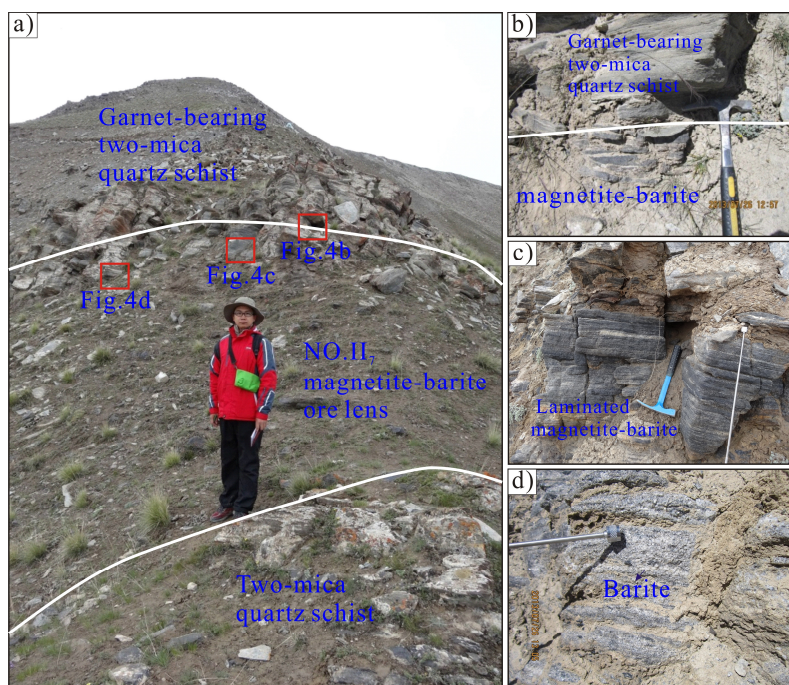 a)
Garnet-bearing
two-mica
quartz schist
Fig.4b
Fig.4c
Fig.4d
NO.II7
magnetite-barite
ore lens
Two-mica
quartz schist
b)
Garnet-bearing
two-mica
quartz schist
magnetite-barite
c)
Laminated
magnetite-barite
d)
Barite